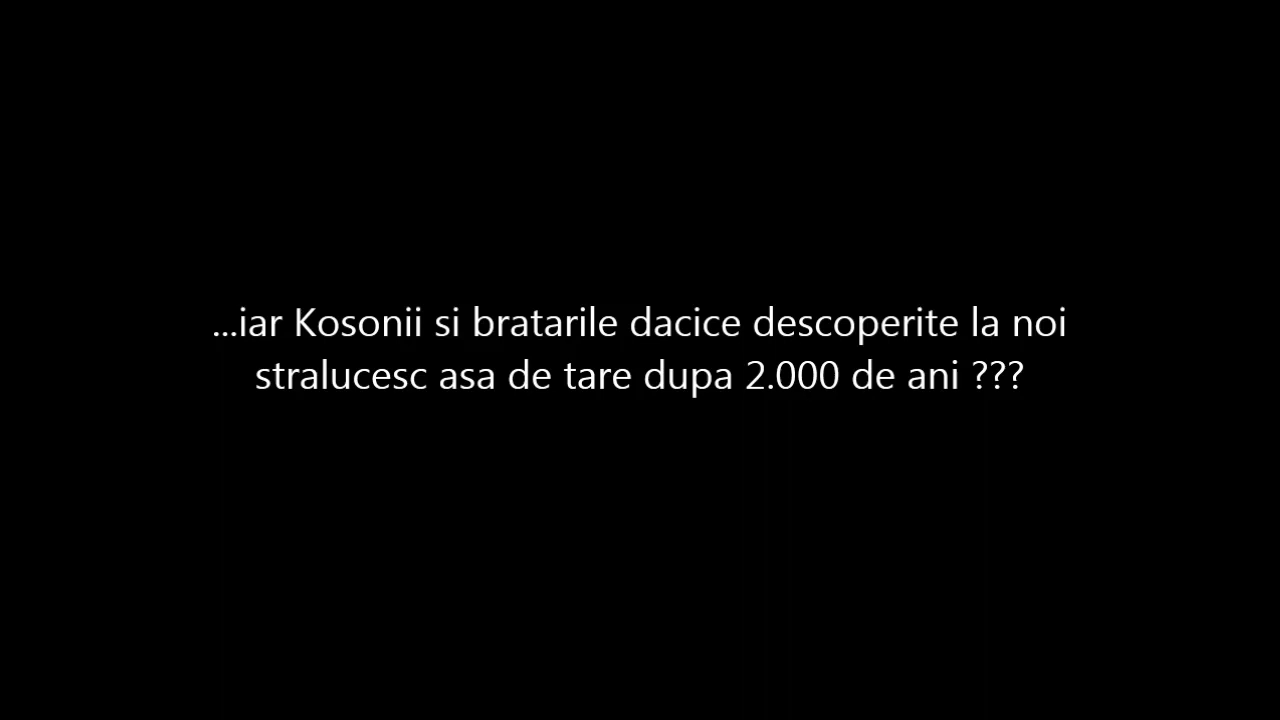 ...iar Kosonii si bratarile dacice descoperite la noi
stralucesc asa de tare dupa 2.000 de ani ???